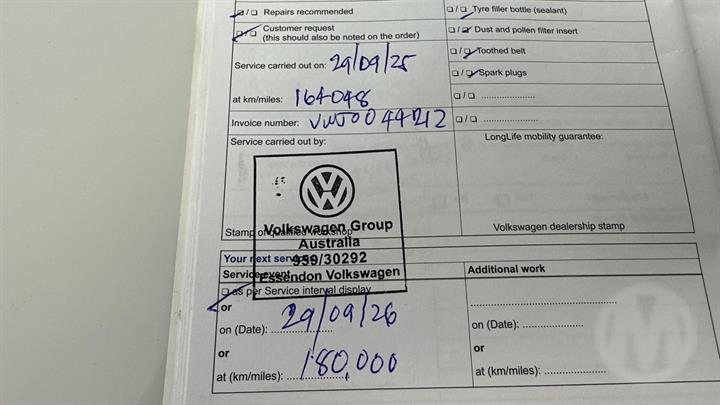 ☑/☐ Repairs recommended
☑/☐ Customer request
(this should also be noted on the order)
Service carried out on: 29/09/25
at km/miles: 164048
Invoice number:
Service carried out by:
☐/☑ Tyre filler bottle (sealant)
☐/☑ Dust and pollen filter insert
☐/☑ Toothed belt
☐/☑ Spark plugs
☐/☐ ....................
☐/☐ ....................
LongLife mobility guarantee:
Stamp of qualified workshop
Volkswagen Group
Australia
959/30292
Essendon Volkswagen
Volkswagen dealership stamp
Your next service:
Service event
☑ as per Service interval display
or
on (Date): 29/09/26
or
at (km/miles): 180,000
Additional work
..............................
on (Date): ....................
or
at (km/miles): ....................